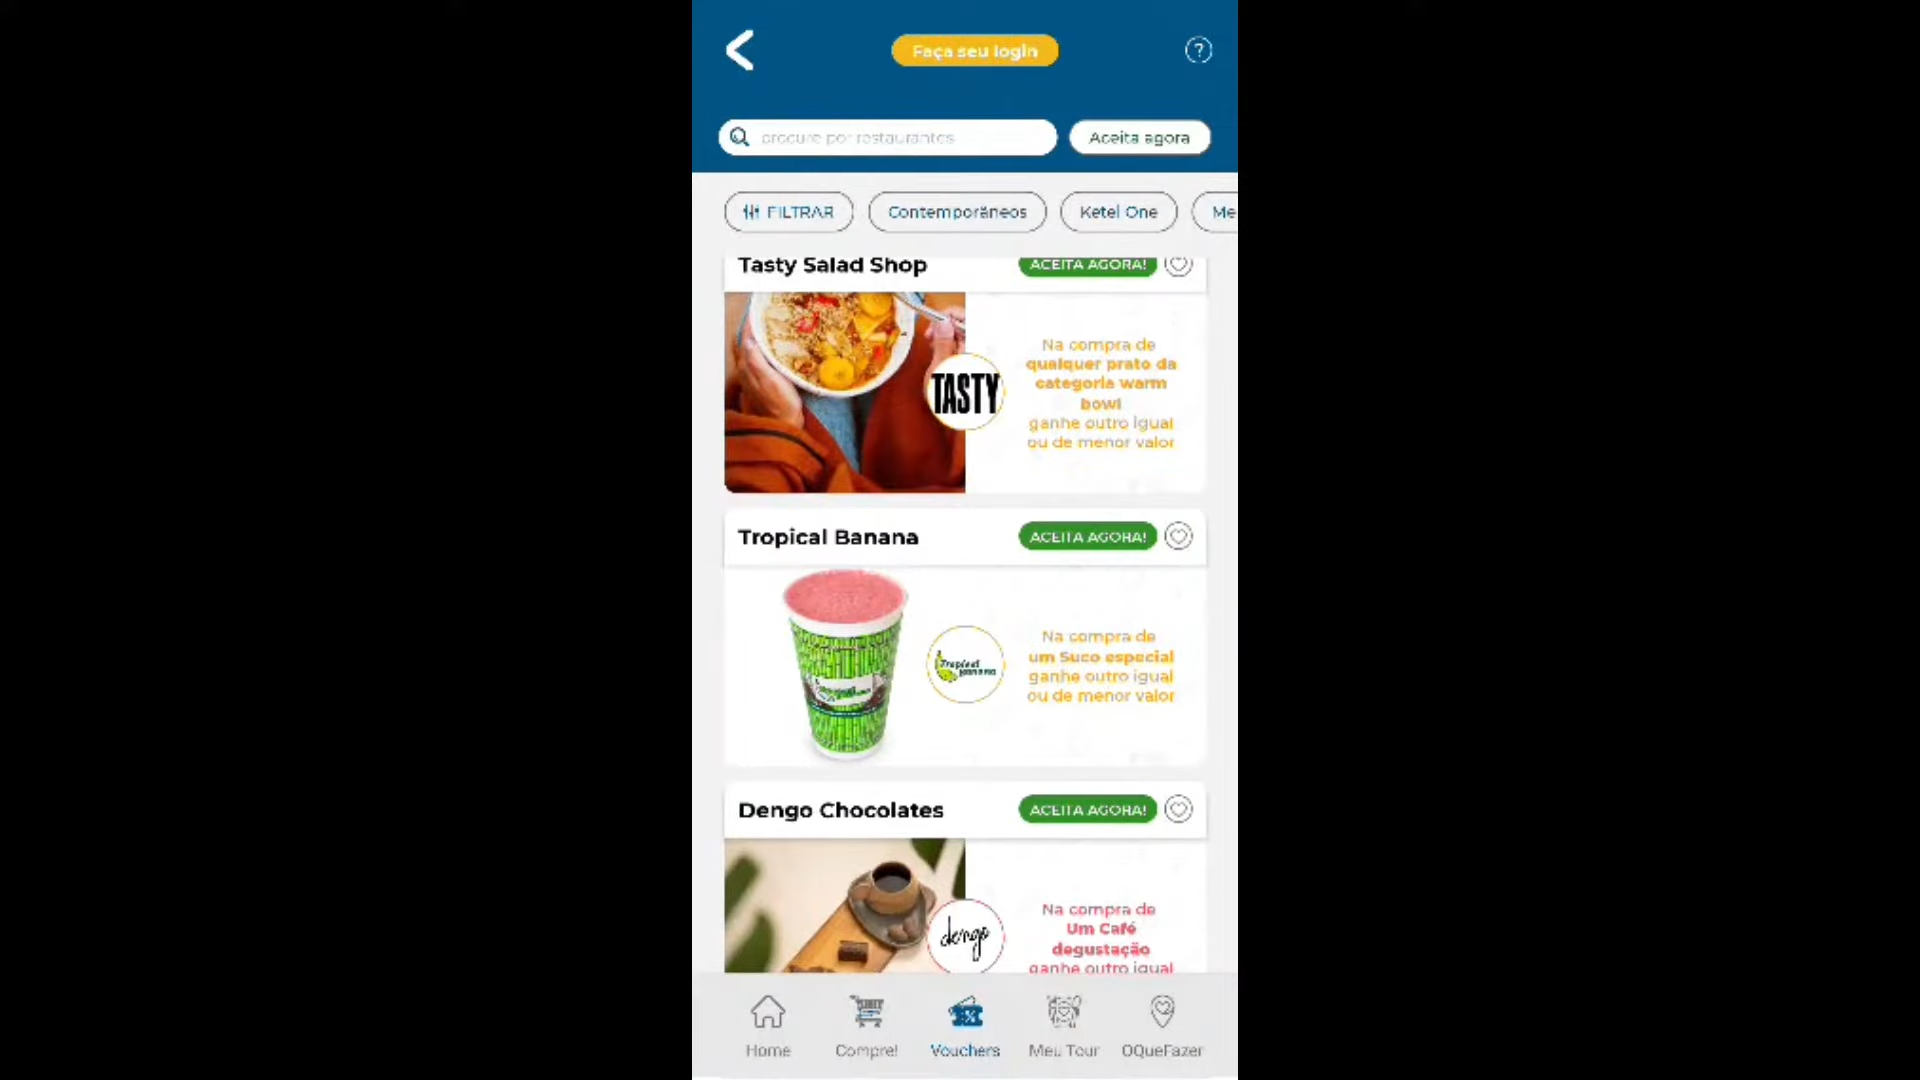 Faça seu login
?
procure por restaurantes
Aceita agora
FILTRAR
Contemporâneos
Ketel One
Me
Tasty Salad Shop
ACEITA AGORA!
TASTY
Na compra de
qualquer prato da
categoria warm
bowl
ganhe outro igual
ou de menor valor
Tropical Banana
ACEITA AGORA!
Tropical
Banana
Na compra de
um Suco especial
ganhe outro igual
ou de menor valor
Dengo Chocolates
ACEITA AGORA!
dengo
Na compra de
Um Café
degustação
ganhe outro igual
Home
Compre!
Vouchers
Meu Tour
OQueFazer